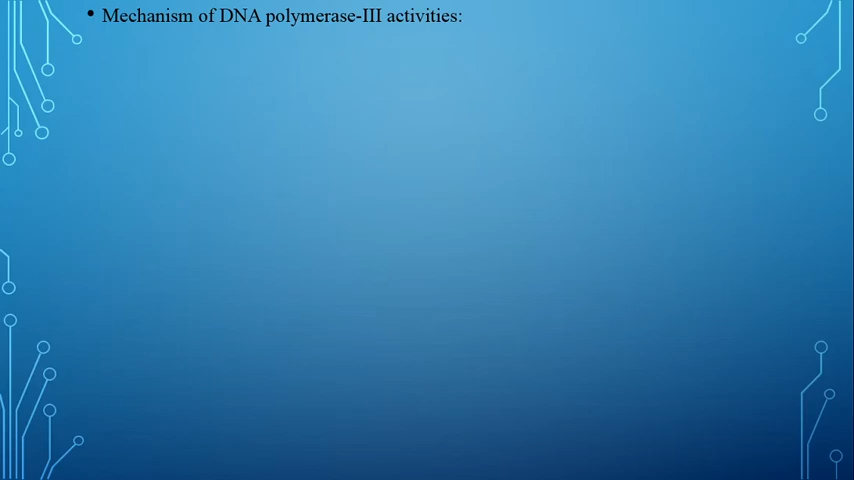 • Mechanism of DNA polymerase-III activities: